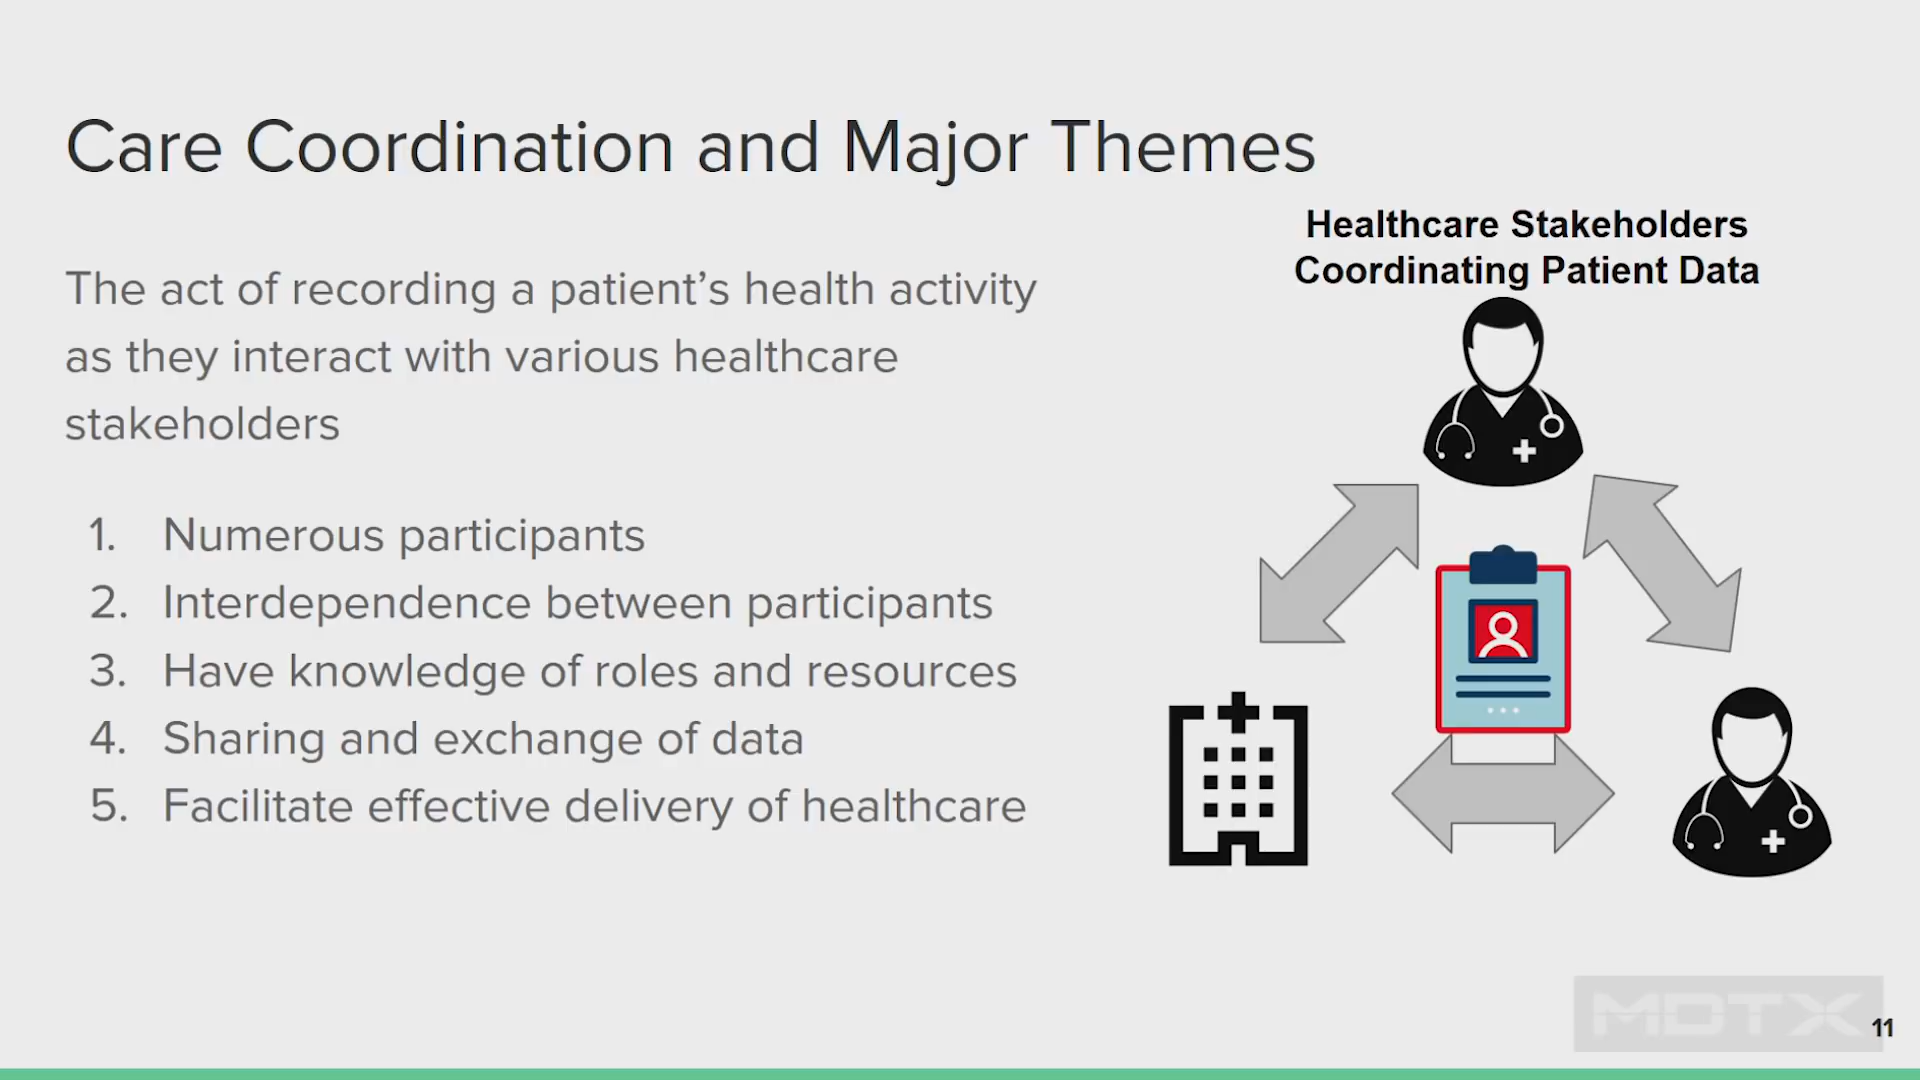 Care Coordination and Major Themes
Healthcare Stakeholders
Coordinating Patient Data
The act of recording a patient’s health activity
as they interact with various healthcare
stakeholders
1. Numerous participants
2. Interdependence between participants
3. Have knowledge of roles and resources
4. Sharing and exchange of data
5. Facilitate effective delivery of healthcare
MDTX
11